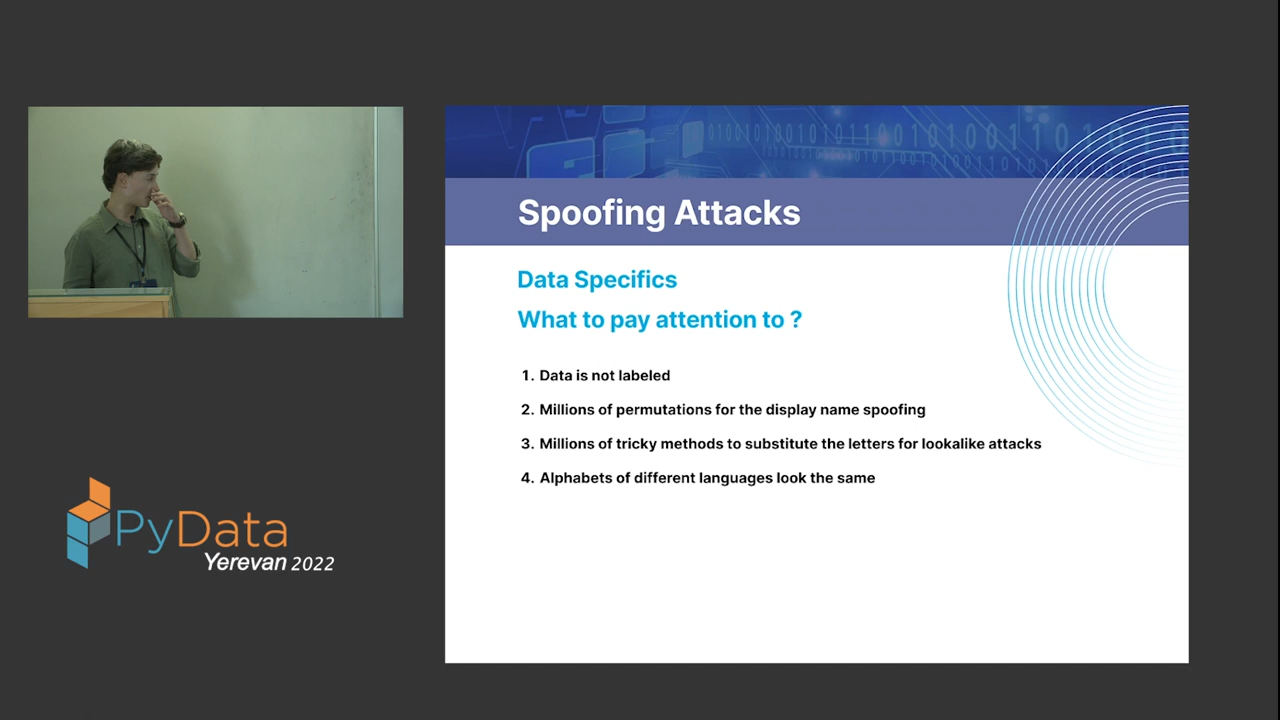 Spoofing Attacks
Data Specifics
What to pay attention to ?
1. Data is not labeled
2. Millions of permutations for the display name spoofing
3. Millions of tricky methods to substitute the letters for lookalike attacks
4. Alphabets of different languages look the same
PyData
Yerevan 2022